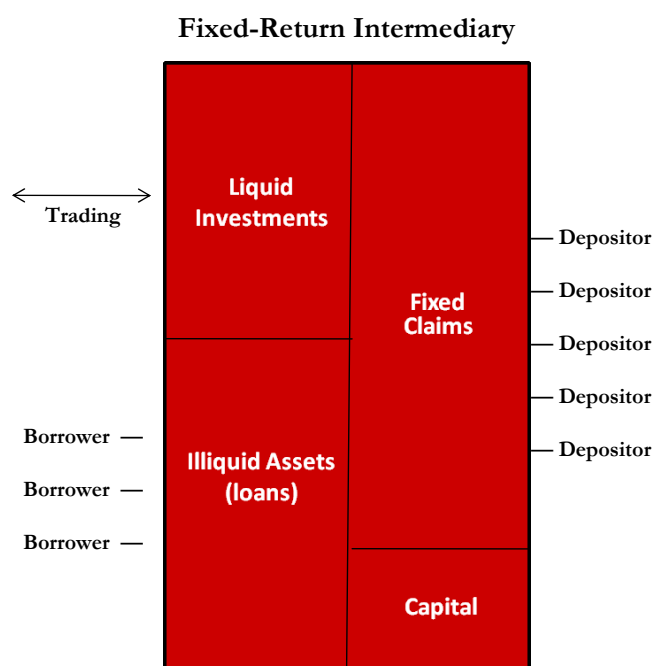 Fixed-Return Intermediary
Liquid
Investments
Trading
Depositor
Depositor
Fixed
Claims
Depositor
Depositor
Depositor
Borrower
Illiquid Assets
(loans)
Borrower
Borrower
Capital